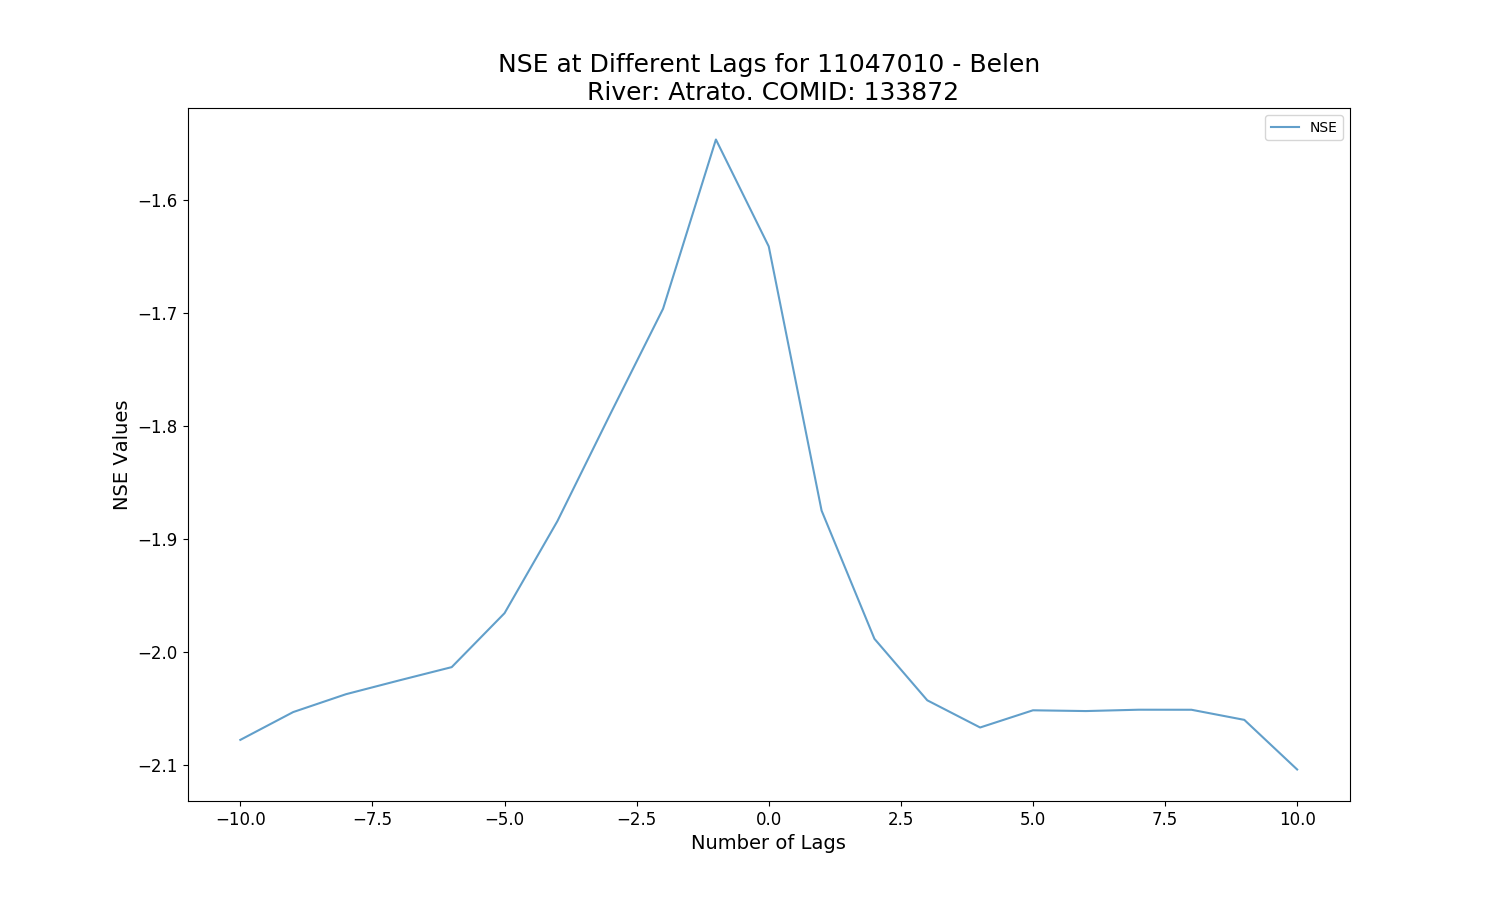 NSE at Different Lags for 11047010 - Belen
River: Atrato. COMID: 133872
NSE
−1.6
−1.7
−1.8
−1.9
−2.0
−2.1
NSE Values
−10.0 −7.5 −5.0 −2.5 0.0 2.5 5.0 7.5 10.0
Number of Lags